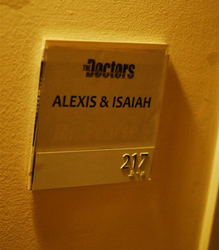 THE Doctors
ALEXIS & ISAIAH
217